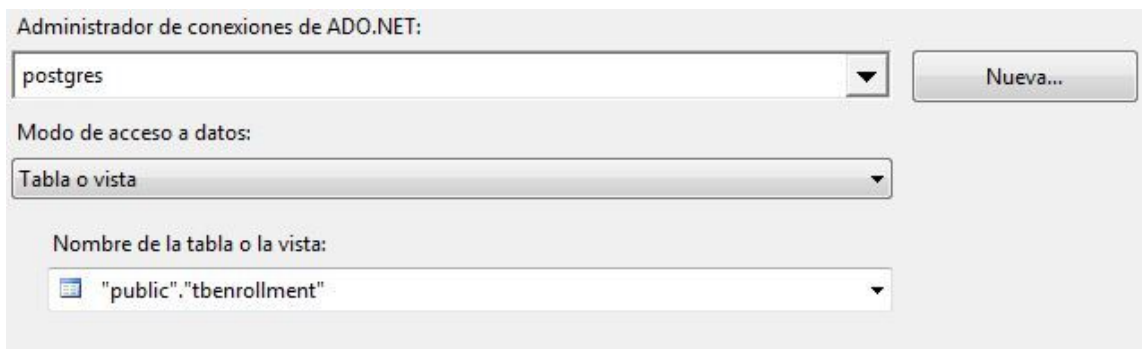 Administrador de conexiones de ADO.NET:
postgres
Nueva...
Modo de acceso a datos:
Tabla o vista
Nombre de la tabla o la vista:
"public"."tbenrollment"